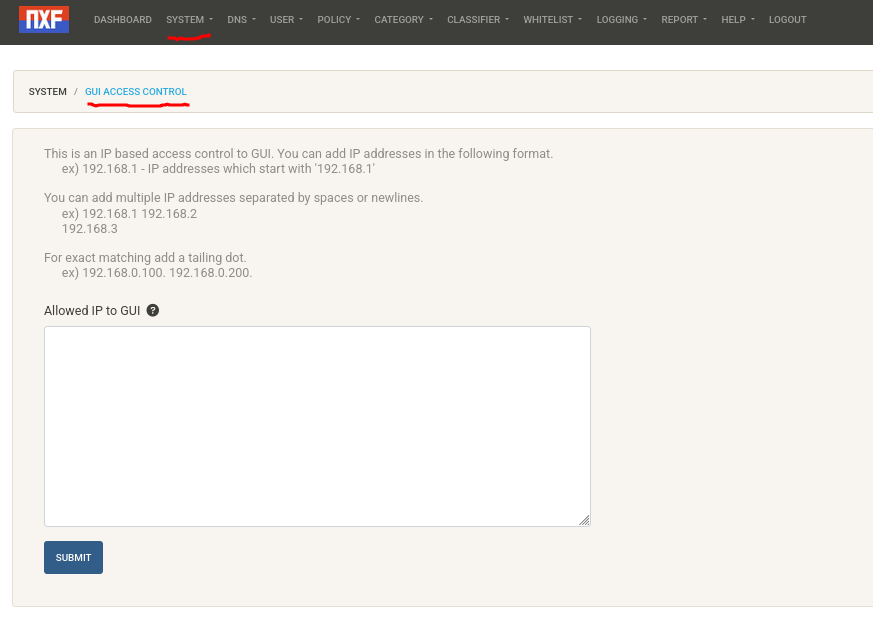 NXF DASHBOARD SYSTEM DNS USER POLICY CATEGORY CLASSIFIER WHITELIST LOGGING REPORT HELP LOGOUT
SYSTEM / GUI ACCESS CONTROL
This is an IP based access control to GUI. You can add IP addresses in the following format.
ex) 192.168.1 - IP addresses which start with '192.168.1'
You can add multiple IP addresses separated by spaces or newlines.
ex) 192.168.1 192.168.2
192.168.3
For exact matching add a tailing dot.
ex) 192.168.0.100. 192.168.0.200.
Allowed IP to GUI ?
SUBMIT